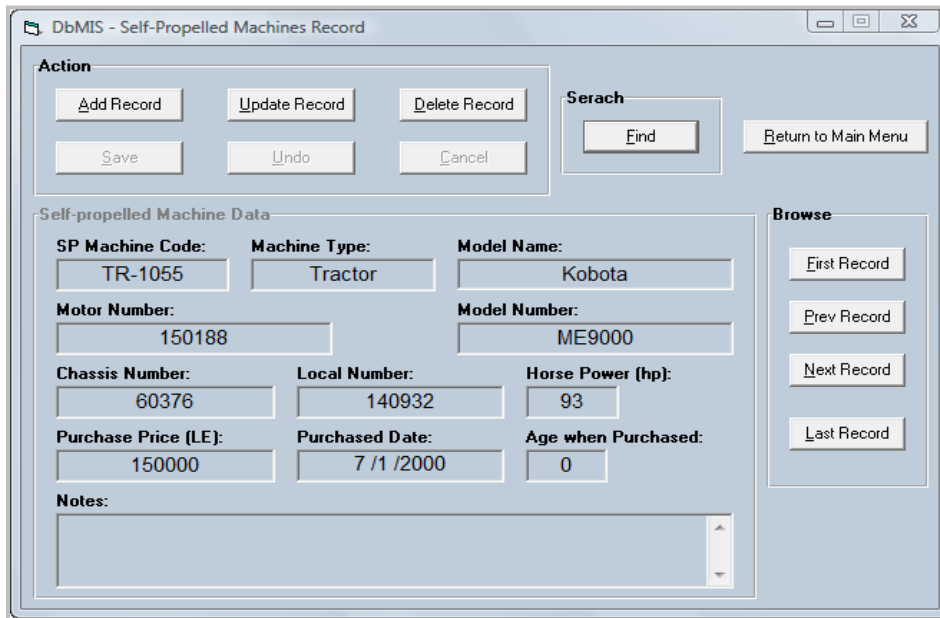 DbMIS - Self-Propelled Machines Record
Action
Add Record Update Record Delete Record
Save Undo Cancel
Serach
Find
Return to Main Menu
Self-propelled Machine Data
SP Machine Code: Machine Type: Model Name:
TR-1055 Tractor Kobota
Motor Number: Model Number:
150188 ME9000
Chassis Number: Local Number: Horse Power (hp):
60376 140932 93
Purchase Price (LE): Purchased Date: Age when Purchased:
150000 7 /1 /2000 0
Notes:
Browse
First Record
Prev Record
Next Record
Last Record